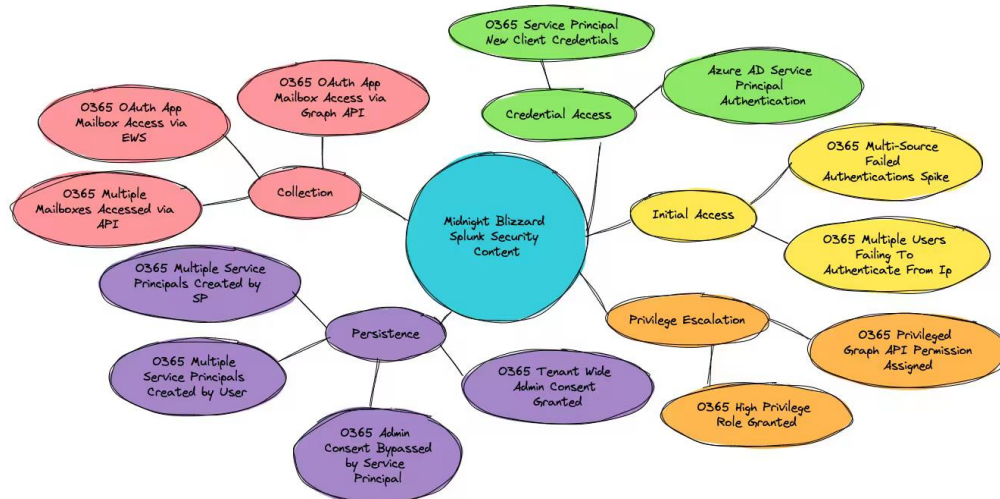 O365 Service Principal
New Client Credentials
Azure AD Service
Principal
Authentication
Credential Access
O365 OAuth App
Mailbox Access via
Graph API
O365 OAuth App
Mailbox Access via
EWS
O365 Multiple
Mailboxes Accessed via
API
Collection
Midnight Blizzard
Splunk Security
Content
Initial Access
O365 Multi-Source
Failed
Authentications Spike
O365 Multiple Users
Failing To
Authenticate From Ip
Privilege Escalation
O365 Privileged
Graph API Permission
Assigned
O365 High Privilege
Role Granted
Persistence
O365 Multiple Service
Principals Created by
SP
O365 Multiple
Service Principals
Created by User
O365 Admin
Consent Bypassed
by Service
Principal
O365 Tenant Wide
Admin Consent
Granted